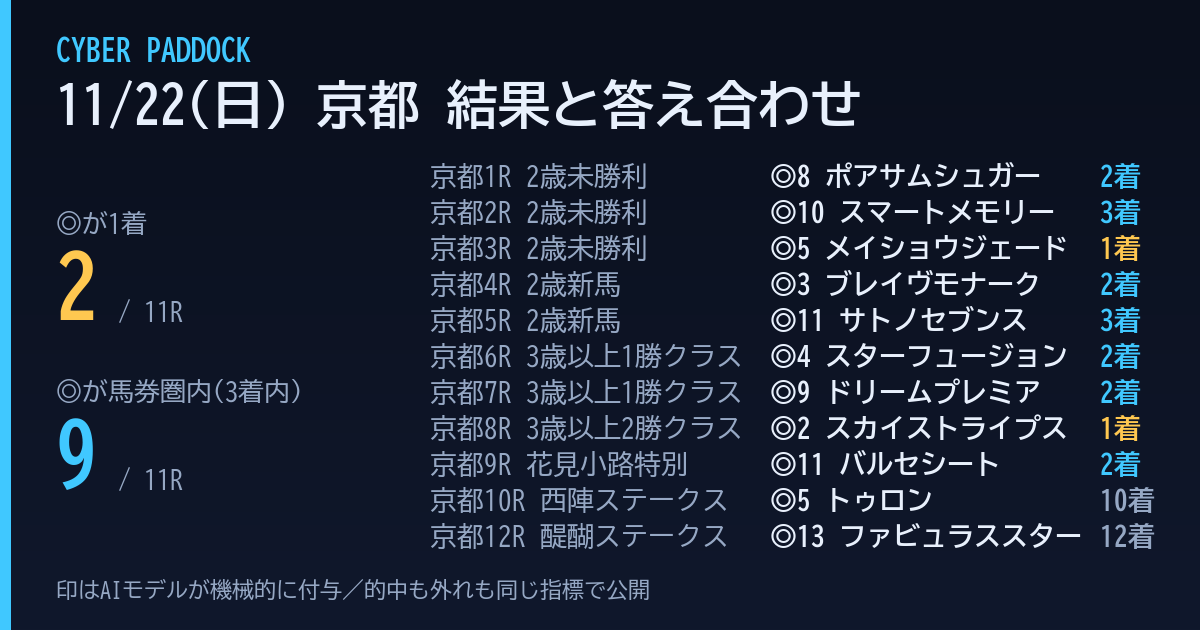 CYBER PADDOCK
11/22(日) 京都 結果と答え合わせ
◎が1着
2 / 11R
◎が馬券圏内(3着内)
9 / 11R
京都1R 2歳未勝利 ◎8 ポアサムシュガー 2着
京都2R 2歳未勝利 ◎10 スマートメモリー 3着
京都3R 2歳未勝利 ◎5 メイショウジェード 1着
京都4R 2歳新馬 ◎3 ブレイヴモナーク 2着
京都5R 2歳新馬 ◎11 サトノセブンス 3着
京都6R 3歳以上1勝クラス ◎4 スターフュージョン 2着
京都7R 3歳以上1勝クラス ◎9 ドリームプレミア 2着
京都8R 3歳以上2勝クラス ◎2 スカイストライプス 1着
京都9R 花見小路特別 ◎11 バルセシート 2着
京都10R 西陣ステークス ◎5 トゥロン 10着
京都12R 醍醐ステークス ◎13 ファビュラススター 12着
印はAIモデルが機械的に付与／的中も外れも同じ指標で公開